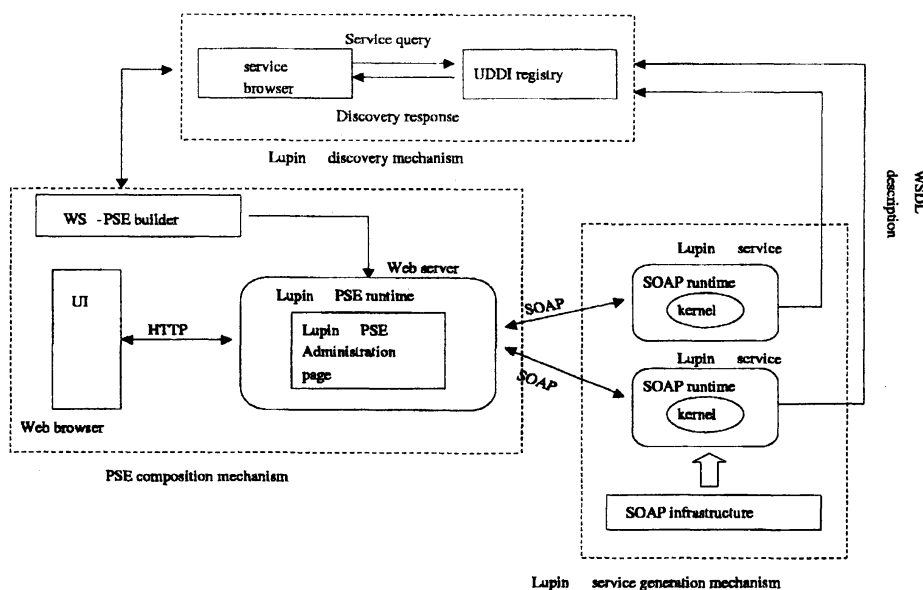 Service query
service
browser
UDDI registry
Discovery response
Lupin discovery mechanism
WSDL
description
WS -PSE builder
Web server
UI
HTTP
Lupin PSE runtime
Lupin PSE
Administration
page
Web browser
PSE composition mechanism
SOAP
SOAP
Lupin service
SOAP runtime
kernel
Lupin service
SOAP runtime
kernel
SOAP infrastructure
Lupin service generation mechanism